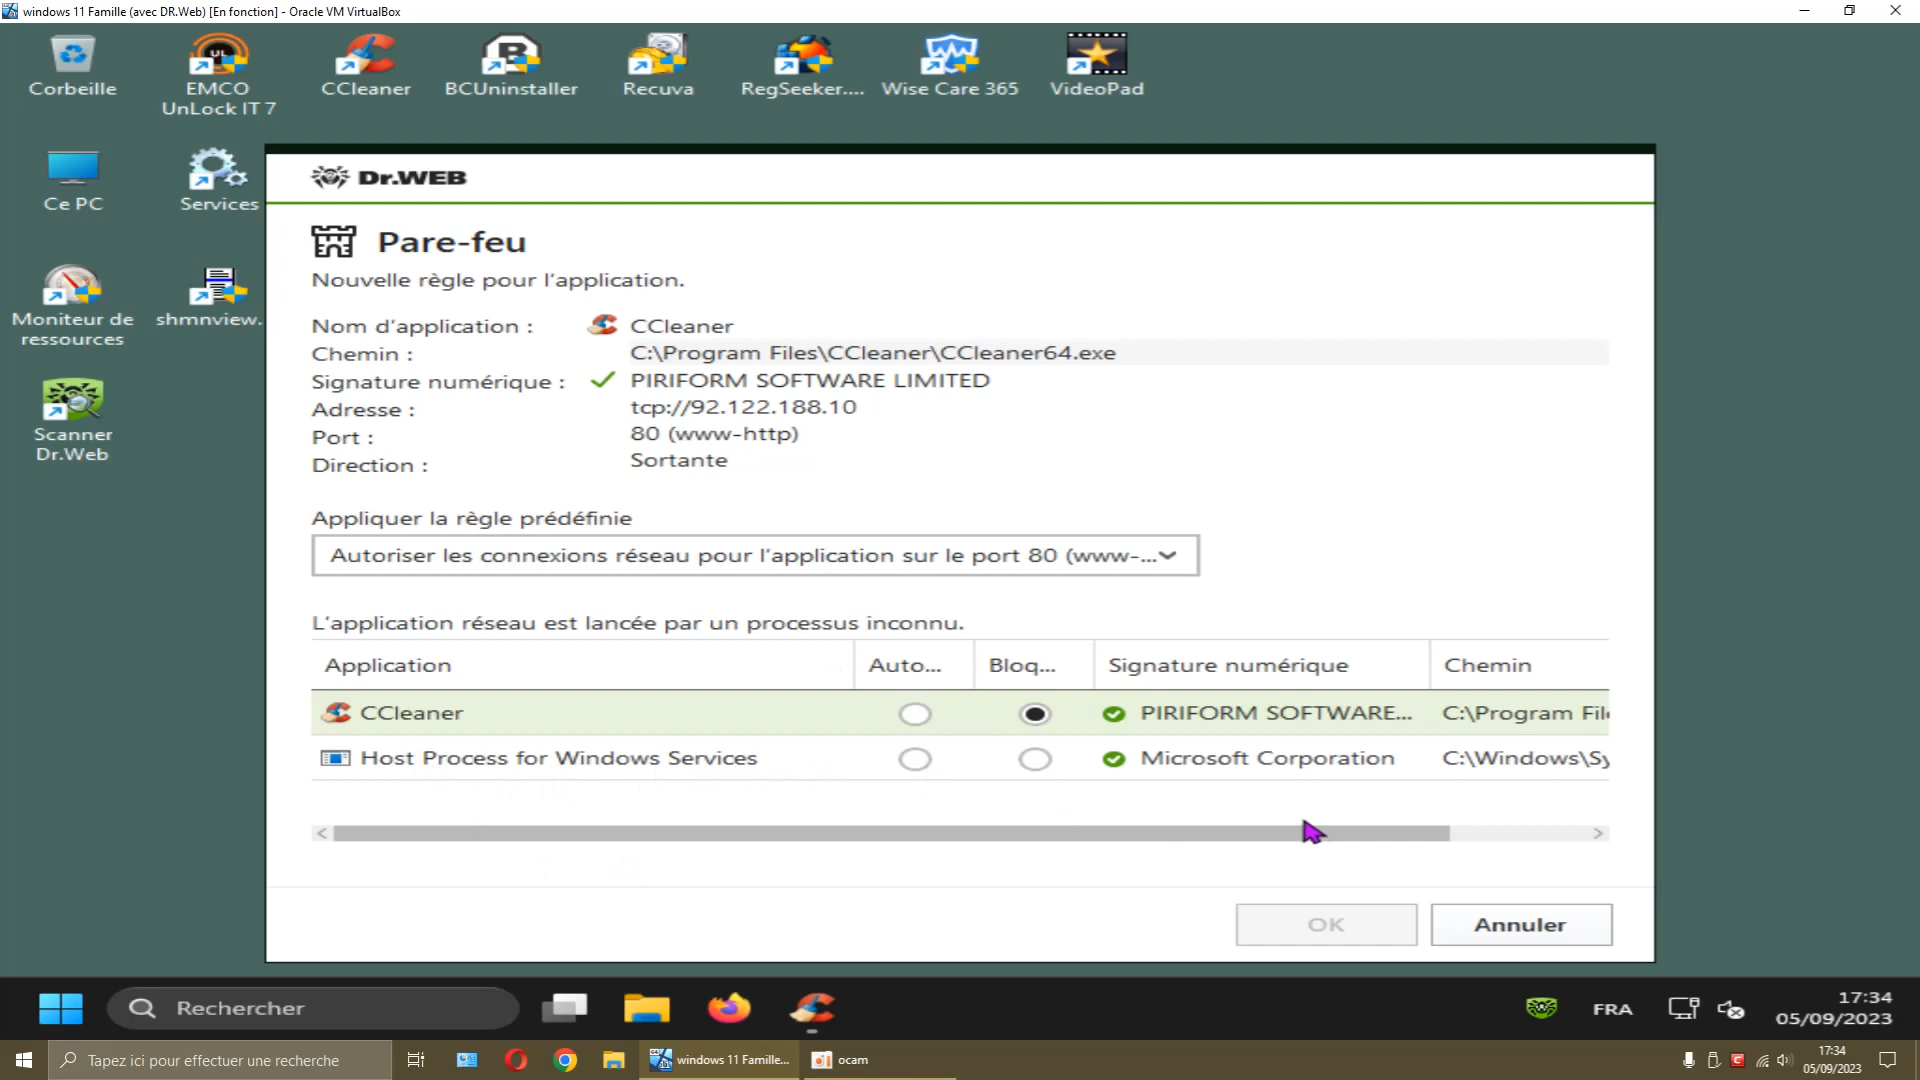 windows 11 Famille (avec DR.Web) [En fonction] - Oracle VM VirtualBox
Corbeille
EMCO
UnLock IT 7
CCleaner
BCUninstaller
Recuva
RegSeeker....
Wise Care 365
VideoPad
Ce PC
Services
Moniteur de
ressources
shmnview.
Scanner
Dr.Web
Dr.WEB
Pare-feu
Nouvelle règle pour l'application.
Nom d'application : CCleaner
Chemin : C:\Program Files\CCleaner\CCleaner64.exe
Signature numérique : PIRIFORM SOFTWARE LIMITED
Adresse : tcp://92.122.188.10
Port : 80 (www-http)
Direction : Sortante
Appliquer la règle prédéfinie
Autoriser les connexions réseau pour l'application sur le port 80 (www-...
L'application réseau est lancée par un processus inconnu.
Application Auto... Bloq... Signature numérique Chemin
CCleaner PIRIFORM SOFTWARE... C:\Program File
Host Process for Windows Services Microsoft Corporation C:\Windows\Sy
OK Annuler
Rechercher
FRA
17:34
05/09/2023
Tapez ici pour effectuer une recherche
windows 11 Famille...
ocam
17:34
05/09/2023